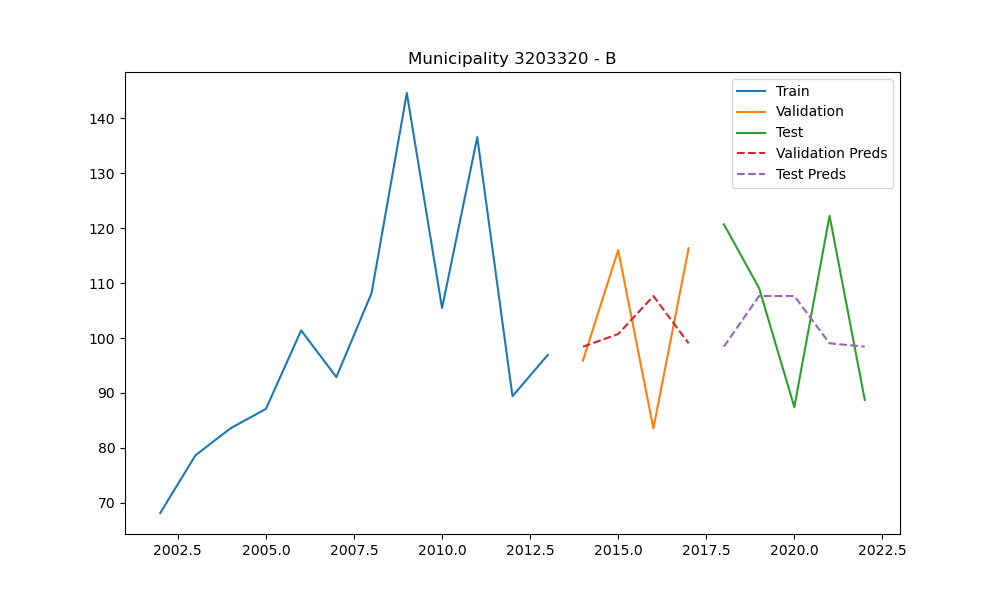 Municipality 3203320 - B
Train
Validation
Test
Validation Preds
Test Preds
140
130
120
110
100
90
80
70
2002.5 2005.0 2007.5 2010.0 2012.5 2015.0 2017.5 2020.0 2022.5